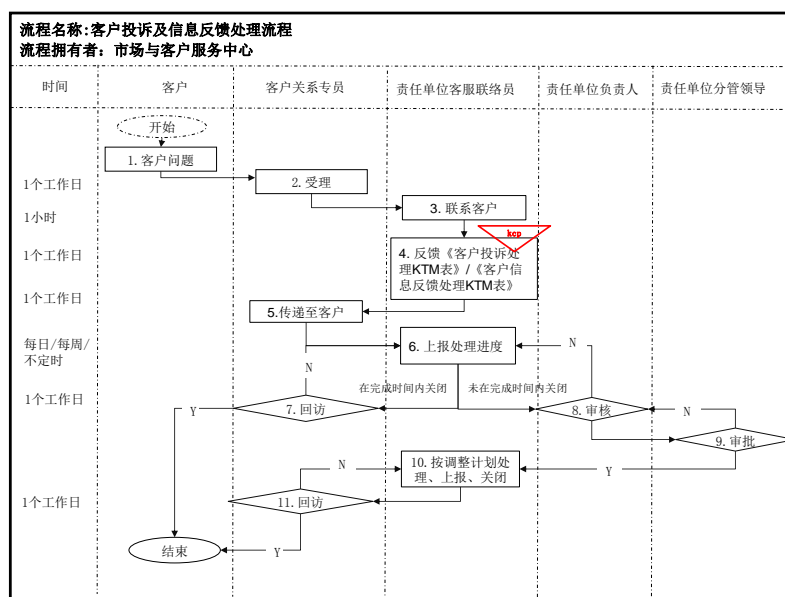 流程名称:客户投诉及信息反馈处理流程
流程拥有者：市场与客户服务中心
时间
客户
客户关系专员
责任单位客服联络员
责任单位负责人
责任单位分管领导
开始
1.客户问题
1个工作日
2.受理
1小时
3.联系客户
kcp
1个工作日
4.反馈《客户投诉处
理KTM表》/《客户信
息反馈处理KTM表》
1个工作日
5.传递至客户
每日/每周/
不定时
6.上报处理进度
N
N
在完成时间内关闭
未在完成时间内关闭
1个工作日
Y
7.回访
8.审核
N
9.审批
N
10.按调整计划处
理、上报、关闭
Y
1个工作日
11.回访
结束
Y